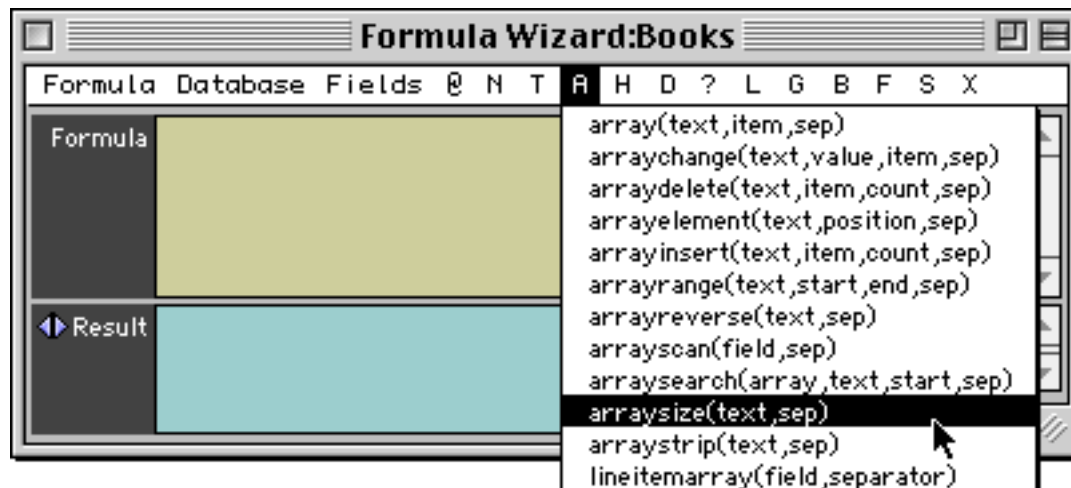 Formula Wizard:Books
Formula Database Fields @ N T A H D ? L G B F S X
Formula
array(text,item,sep)
arraychange(text,value,item,sep)
arraydelete(text,item,count,sep)
arrayelement(text,position,sep)
arrayinsert(text,item,count,sep)
arrayrange(text,start,end,sep)
arrayreverse(text,sep)
Result
arrayscan(field,sep)
arraysearch(array,text,start,sep)
arraysize(text,sep)
arraystrip(text,sep)
lineitemarray(field,separator)